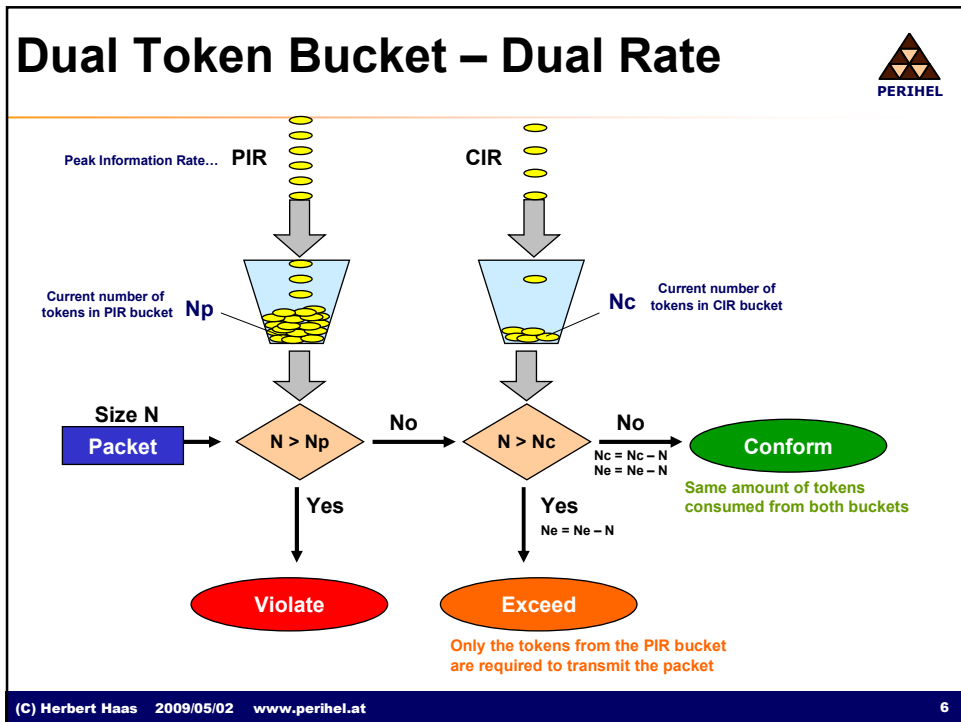 Dual Token Bucket – Dual Rate
PERIHEL
Peak Information Rate… PIR
CIR
Current number of
tokens in PIR bucket
Np
Nc
Current number of
tokens in CIR bucket
Size N
Packet
N > Np
No
N > Nc
No
Nc = Nc – N
Ne = Ne – N
Conform
Same amount of tokens
consumed from both buckets
Yes
Yes
Ne = Ne – N
Violate
Exceed
Only the tokens from the PIR bucket
are required to transmit the packet
(C) Herbert Haas 2009/05/02 www.perihel.at
6